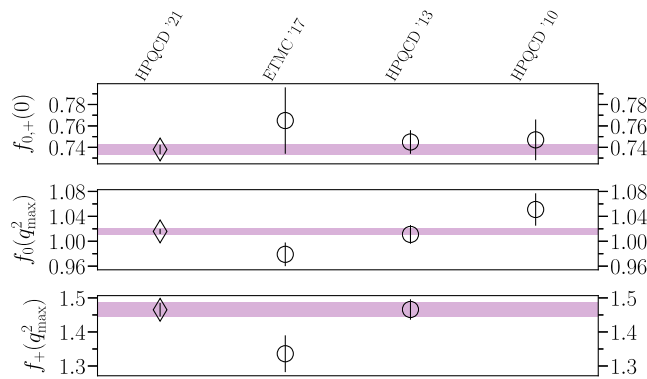 HPQCD '21
ETMC '17
HPQCD '13
HPQCD '10
f₀,₊(0)
0.78
0.76
0.74
0.78
0.76
0.74
f₀(q²max)
1.08
1.04
1.00
0.96
1.08
1.04
1.00
0.96
f₊(q²max)
1.5
1.4
1.3
1.5
1.4
1.3